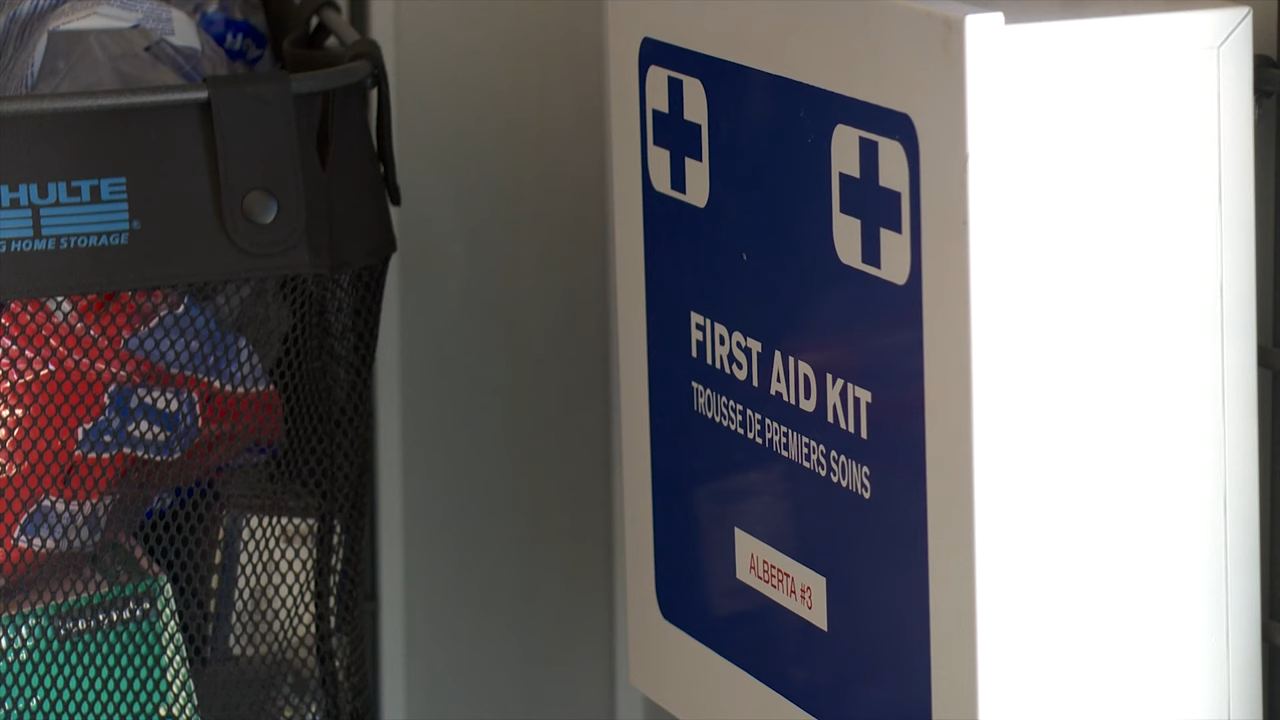 HULTE
G HOME STORAGE®
FIRST AID KIT
TROUSSE DE PREMIERS SOINS
ALBERTA #3